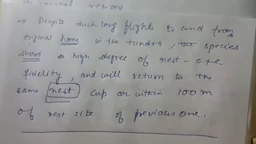 → Despite such long flights to and from
original home in the tundra, this species
shows a high degree of nest-site
fidelity, and will return to the
same nest cup or within 100 m
of nest site of previous one.